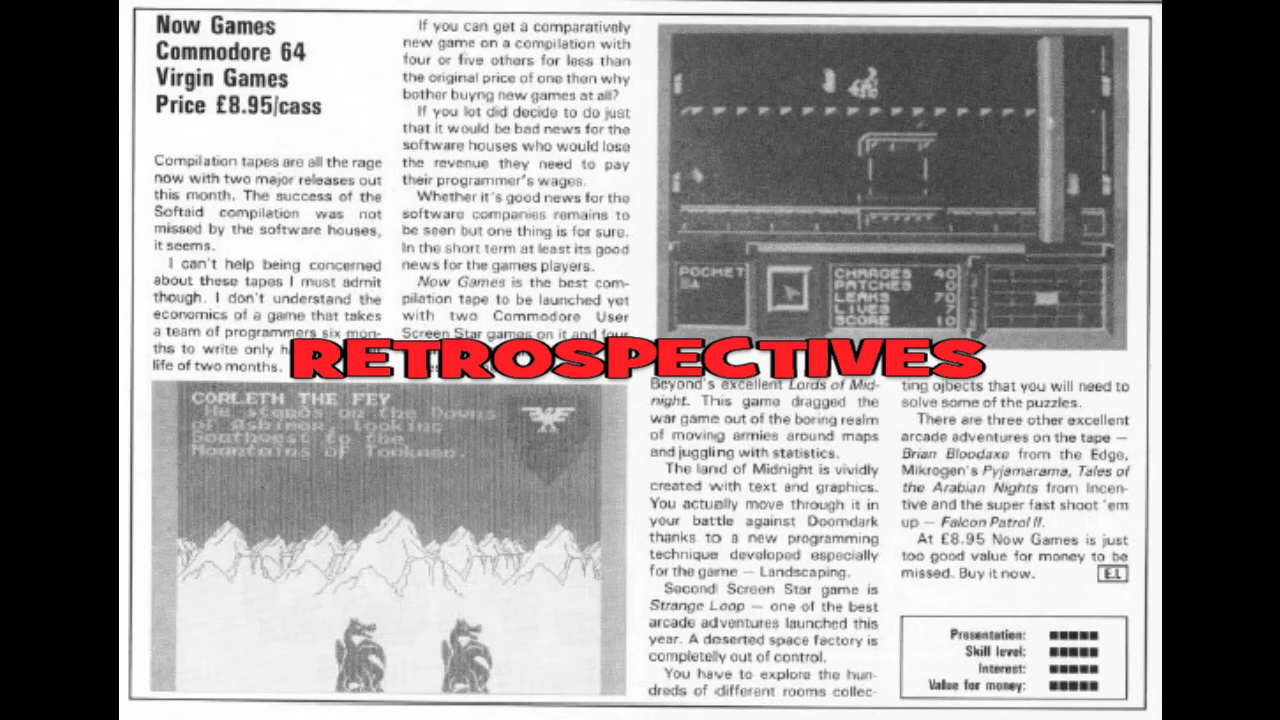 Now Games
Commodore 64
Virgin Games
Price £8.95/cass
Compilation tapes are all the rage
now with two major releases out
this month. The success of the
Softaid compilation was not
missed by the software houses,
it seems.
I can't help being concerned
about these tapes I must admit
though. I don't understand the
economics of a game that takes
a team of programmers six mon-
ths to write only
life of two months.
If you can get a comparatively
new game on a compilation with
four or five others for less than
the original price of one then why
bother buyng new games at all?
If you lot did decide to do just
that it would be bad news for the
software houses who would lose
the revenue they need to pay
their programmer's wages.
Whether it's good news for the
software companies remains to
be seen but one thing is for sure.
In the short term at least its good
news for the games players.
Now Games is the best com-
pilation tape to be launched yet
with two Commodore User
Screen Star games on it and four
RETROSPECTIVES
POCKET
CHARGES 40
PATCHES 0
LEAKS 70
LIVES
SCORE 10
CORLETH THE FEY
He stands on the Downs
of Ashimar, looking
Southwest to the
Mountains of Torkaen.
Beyond's excellent Lords of Mid-
night. This game dragged the
war game out of the boring realm
of moving armies around maps
and juggling with statistics.
The land of Midnight is vividly
created with text and graphics.
You actually move through it in
your battle against Doomdark
thanks to a new programming
technique developed especially
for the game — Landscaping.
Second Screen Star game is
Strange Loop — one of the best
arcade adventures launched this
year. A deserted space factory is
completelly out of control.
You have to explore the hun-
dreds of different rooms collec-
ting ojbects that you will need to
solve some of the puzzles.
There are three other excellent
arcade adventures on the tape —
Brian Bloodaxe from the Edge,
Mikrogen's Pyjamarama, Tales of
the Arabian Nights from Incen-
tive and the super fast shoot 'em
up — Falcon Patrol II.
At £8.95 Now Games is just
too good value for money to be
missed. Buy it now.
E.L
Presentation:
Skill level:
Interest:
Value for money: